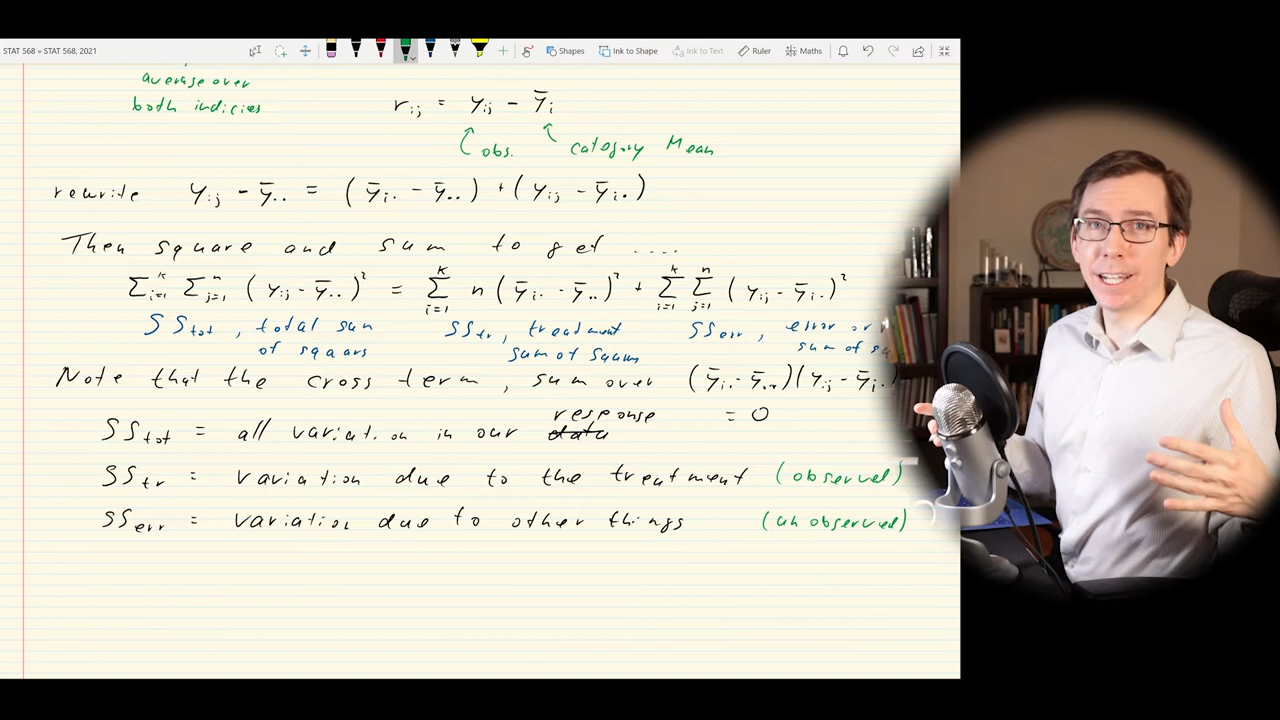 STAT 568 » STAT 568, 2021
Shapes Ink to Shape Ink to Text Ruler Maths
average over
both indicies
r_ij = y_ij - ȳ_i
obs. category Mean
rewrite y_ij - ȳ.. = (ȳ_i. - ȳ..) + (y_ij - ȳ_i.)
Then square and sum to get ....
Σ_{i=1}^k Σ_{j=1}^n (y_ij - ȳ..)² = Σ_{i=1}^k n(ȳ_i. - ȳ..)² + Σ_{i=1}^k Σ_{j=1}^n (y_ij - ȳ_i.)²
SS_tot, total sum SS_tr, treatment SS_err, error or
of sqaars sum of squares sum of
Note that the cross term, sum over (ȳ_i. - ȳ..)(y_ij - ȳ_i.)
response = 0
SS_tot = all variation in our data
SS_tr = variation due to the treatment (observed)
SS_err = variation due to other things (unobserved)